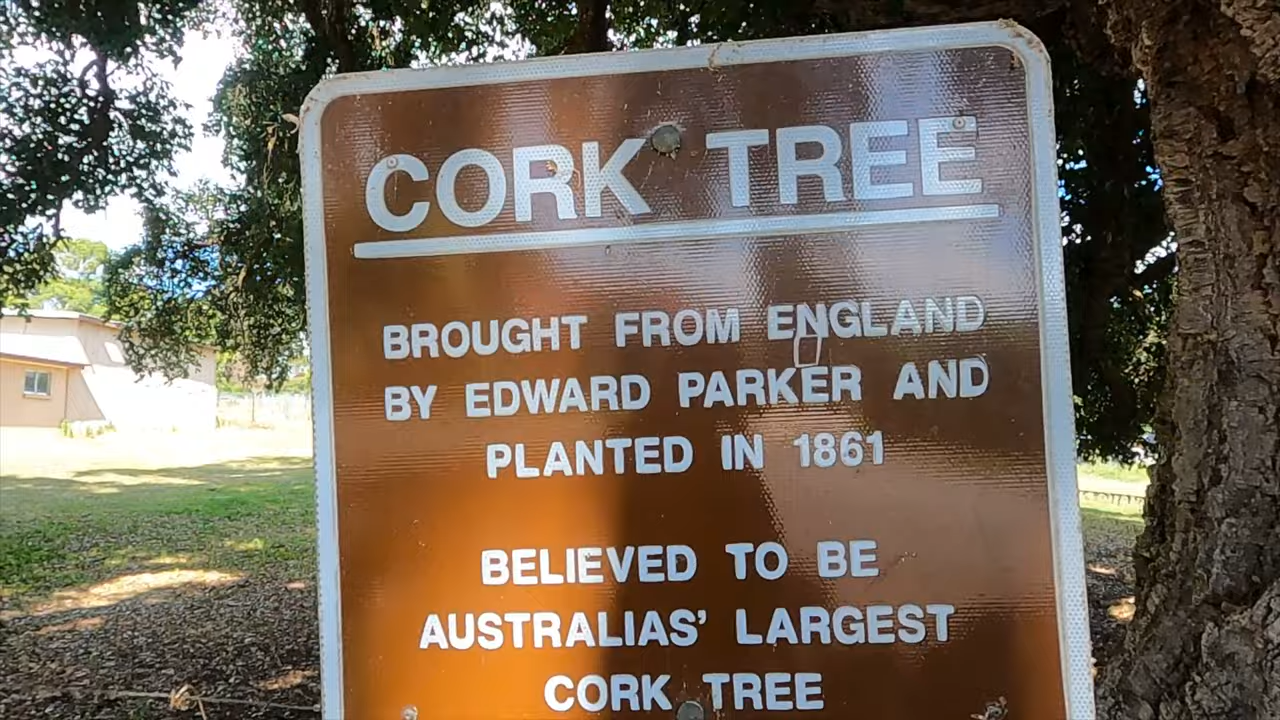 CORK TREE
BROUGHT FROM ENGLAND
BY EDWARD PARKER AND
PLANTED IN 1861
BELIEVED TO BE
AUSTRALIAS' LARGEST
CORK TREE